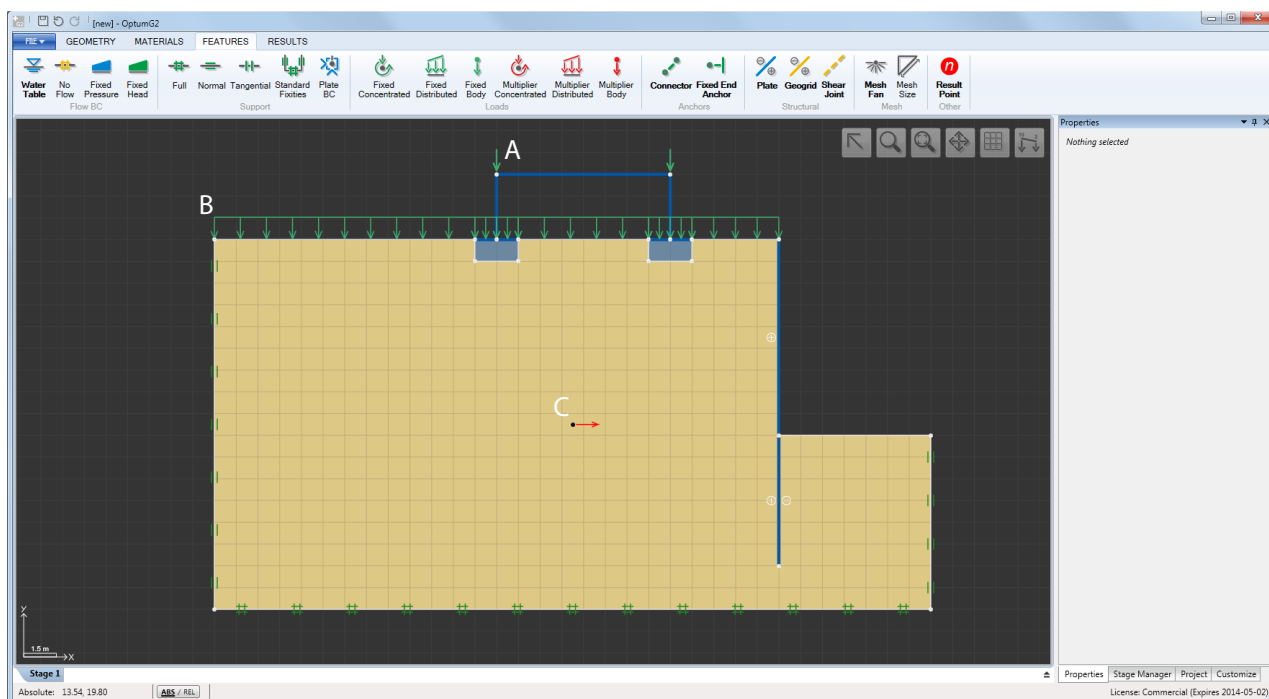 [new] - OptumG2
FILE GEOMETRY MATERIALS FEATURES RESULTS
Water Table No Flow Fixed Pressure Fixed Head Full Normal Tangential Standard Fixities Plate BC Fixed Concentrated Fixed Distributed Fixed Body Multiplier Concentrated Multiplier Distributed Multiplier Body Connector Fixed End Anchor Plate Geogrid Shear Joint Mesh Fan Mesh Size Result Point
Flow BC Support Loads Anchors Structural Mesh Other
Properties
Nothing selected
A
B
C
y
1.5 m
x
Stage 1
Properties Stage Manager Project Customize
Absolute: 13.54, 19.80 ABS / REL License: Commercial (Expires 2014-05-02)